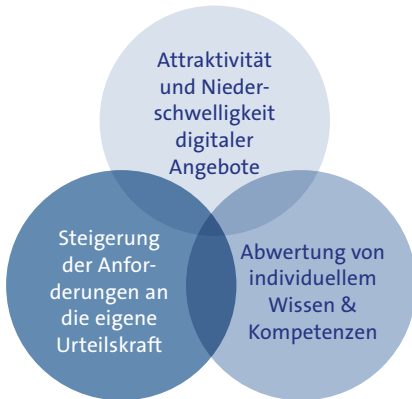 Attraktivität
und Nieder-
schwelligkeit
digitaler
Angebote
Steigerung
der Anfor-
derungen an
die eigene
Urteilskraft
Abwertung von
individuellem
Wissen &
Kompetenzen